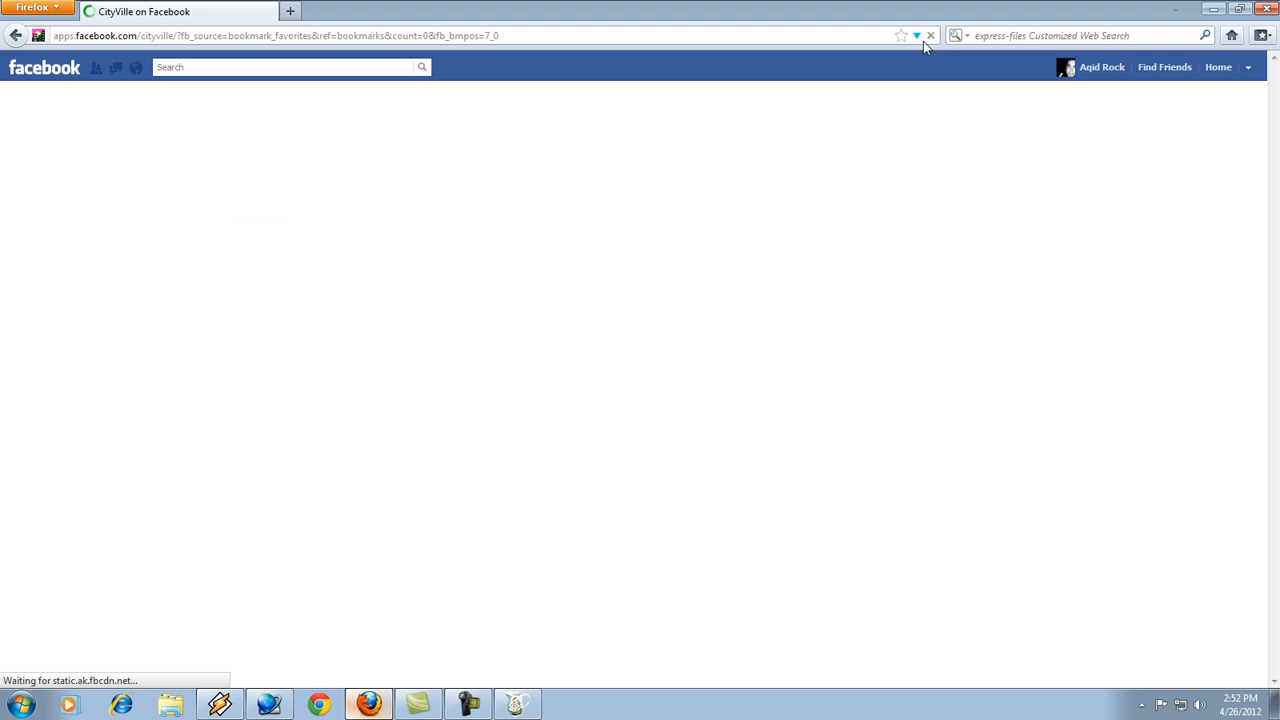 Firefox
CityVille on Facebook
apps.facebook.com/cityville/?fb_source=bookmark_favorites&ref=bookmarks&count=0&fb_bmpos=7_0
express-files Customized Web Search
facebook
Search
Aqid Rock
Find Friends
Home
Waiting for static.ak.fbcdn.net...
2:52 PM
4/26/2012